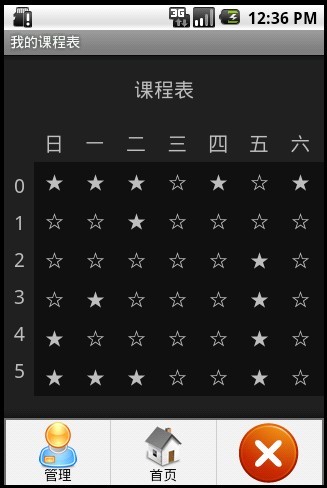 3G 12:36 PM
我的课程表
课程表
日 一 二 三 四 五 六
0 ★ ★ ★ ☆ ★ ☆ ★
1 ☆ ☆ ★ ☆ ☆ ☆ ☆
2 ☆ ☆ ☆ ☆ ☆ ★ ☆
3 ☆ ★ ☆ ☆ ☆ ★ ☆
4 ★ ☆ ☆ ☆ ☆ ★ ☆
5 ★ ★ ★ ☆ ☆ ★ ☆
管理 首页